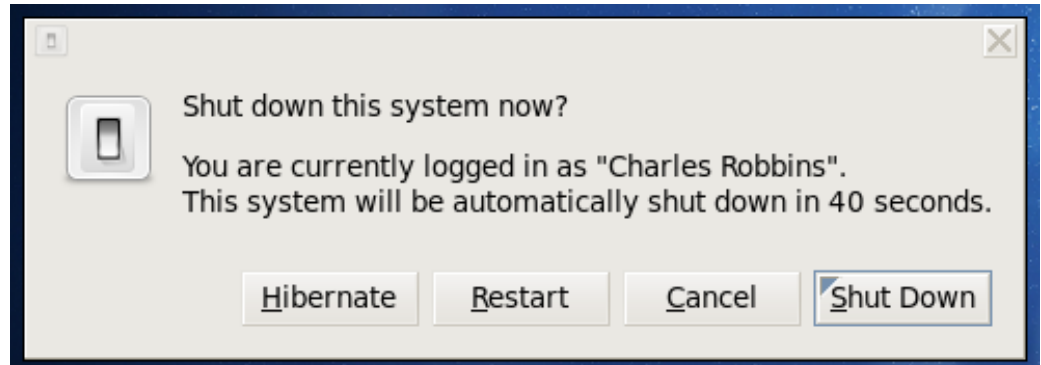 Shut down this system now?
You are currently logged in as "Charles Robbins".
This system will be automatically shut down in 40 seconds.
Hibernate Restart Cancel Shut Down